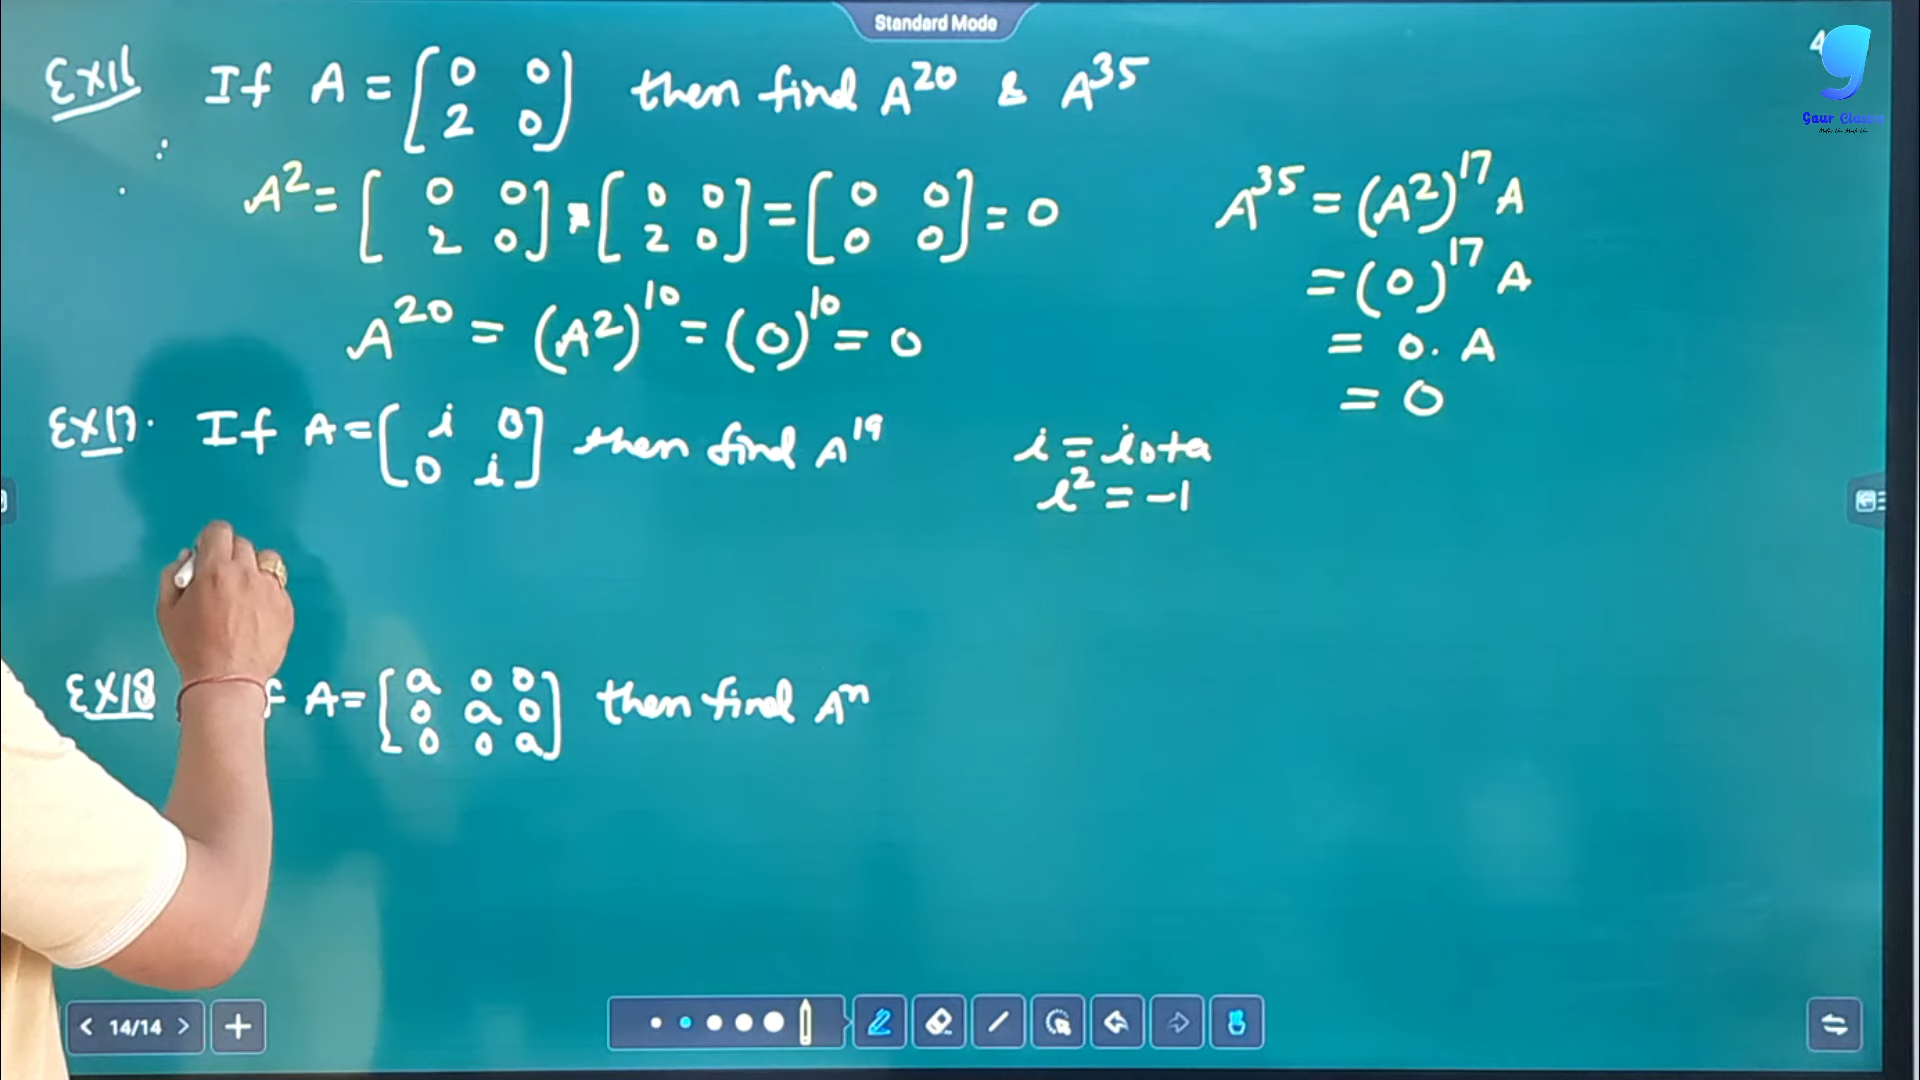 Standard Mode
Gaur Classes
Ex16 If A = [0 0
2 0] then find A^20 & A^35
A^2 = [0 0
2 0] × [0 0
2 0] = [0 0
0 0] = 0
A^20 = (A^2)^10 = (0)^10 = 0
A^35 = (A^2)^17 A
= (0)^17 A
= 0. A
= 0
Ex17. If A = [i 0
0 i] then find A^19
i = iota
i^2 = -1
Ex18 f A = [a 0 0
0 a 0
0 0 a] then find A^n
14/14